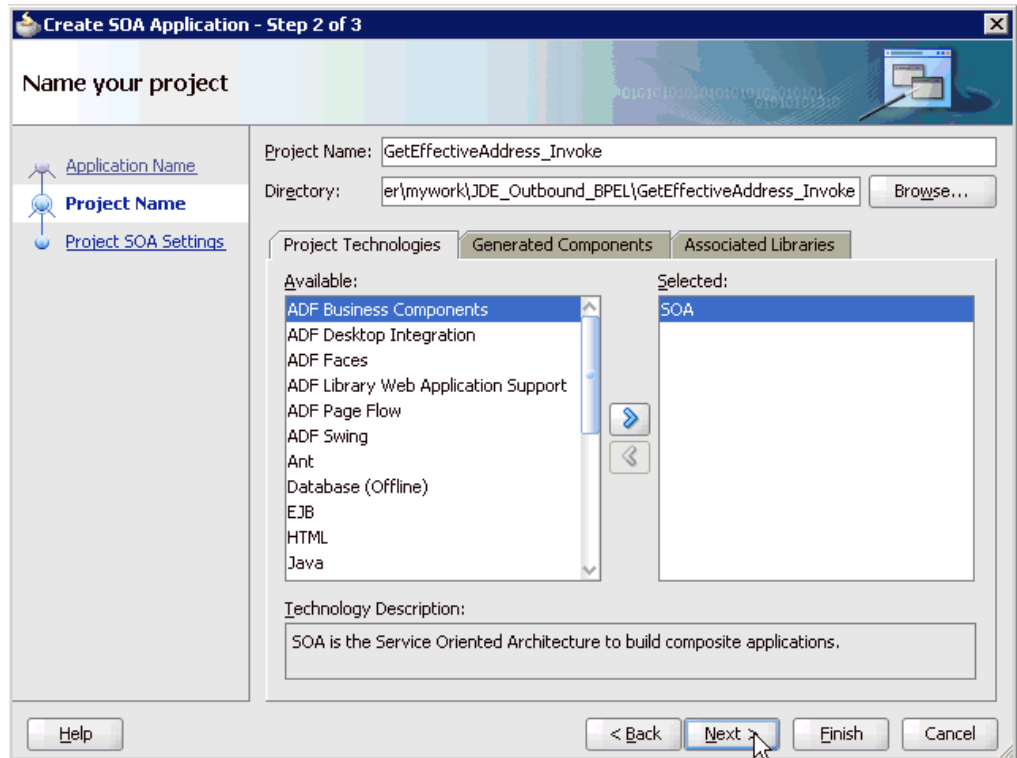 Create SOA Application - Step 2 of 3
Name your project
Application Name
Project Name
Project SOA Settings
Project Name: GetEffectiveAddress_Invoke
Directory: er\mywork\JDE_Outbound_BPEL\GetEffectiveAddress_Invoke Browse...
Project Technologies Generated Components Associated Libraries
Available:
ADF Business Components
ADF Desktop Integration
ADF Faces
ADF Library Web Application Support
ADF Page Flow
ADF Swing
Ant
Database (Offline)
EJB
HTML
Java
Selected:
SOA
Technology Description:
SOA is the Service Oriented Architecture to build composite applications.
Help < Back Next > Finish Cancel